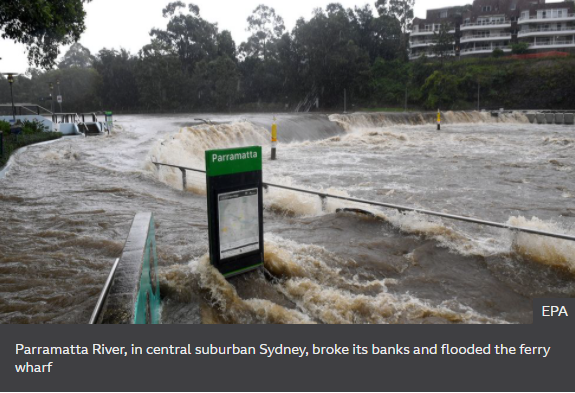 Parramatta
EPA
Parramatta River, in central suburban Sydney, broke its banks and flooded the ferry
wharf